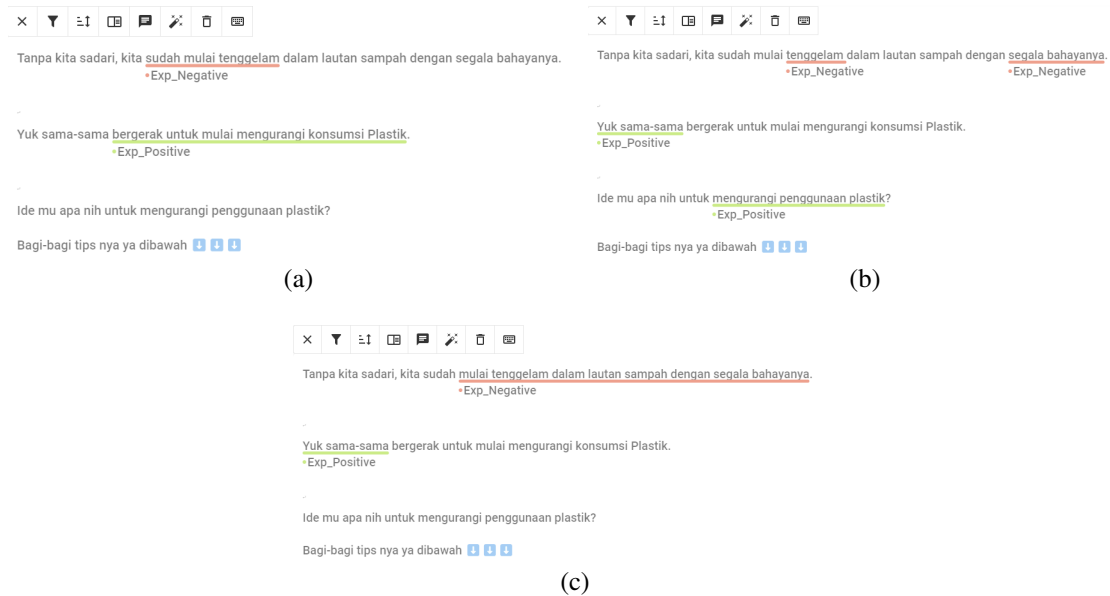 Tanpa kita sadari, kita sudah mulai tenggelam dalam lautan sampah dengan segala bahayanya.
•Exp_Negative
Yuk sama-sama bergerak untuk mulai mengurangi konsumsi Plastik.
•Exp_Positive
Ide mu apa nih untuk mengurangi penggunaan plastik?
Bagi-bagi tips nya ya dibawah ⬇️⬇️⬇️
(a)
Tanpa kita sadari, kita sudah mulai tenggelam dalam lautan sampah dengan segala bahayanya.
•Exp_Negative •Exp_Negative
Yuk sama-sama bergerak untuk mulai mengurangi konsumsi Plastik.
•Exp_Positive
Ide mu apa nih untuk mengurangi penggunaan plastik?
•Exp_Positive
Bagi-bagi tips nya ya dibawah ⬇️⬇️⬇️
(b)
Tanpa kita sadari, kita sudah mulai tenggelam dalam lautan sampah dengan segala bahayanya.
•Exp_Negative
Yuk sama-sama bergerak untuk mulai mengurangi konsumsi Plastik.
•Exp_Positive
Ide mu apa nih untuk mengurangi penggunaan plastik?
Bagi-bagi tips nya ya dibawah ⬇️⬇️⬇️
(c)